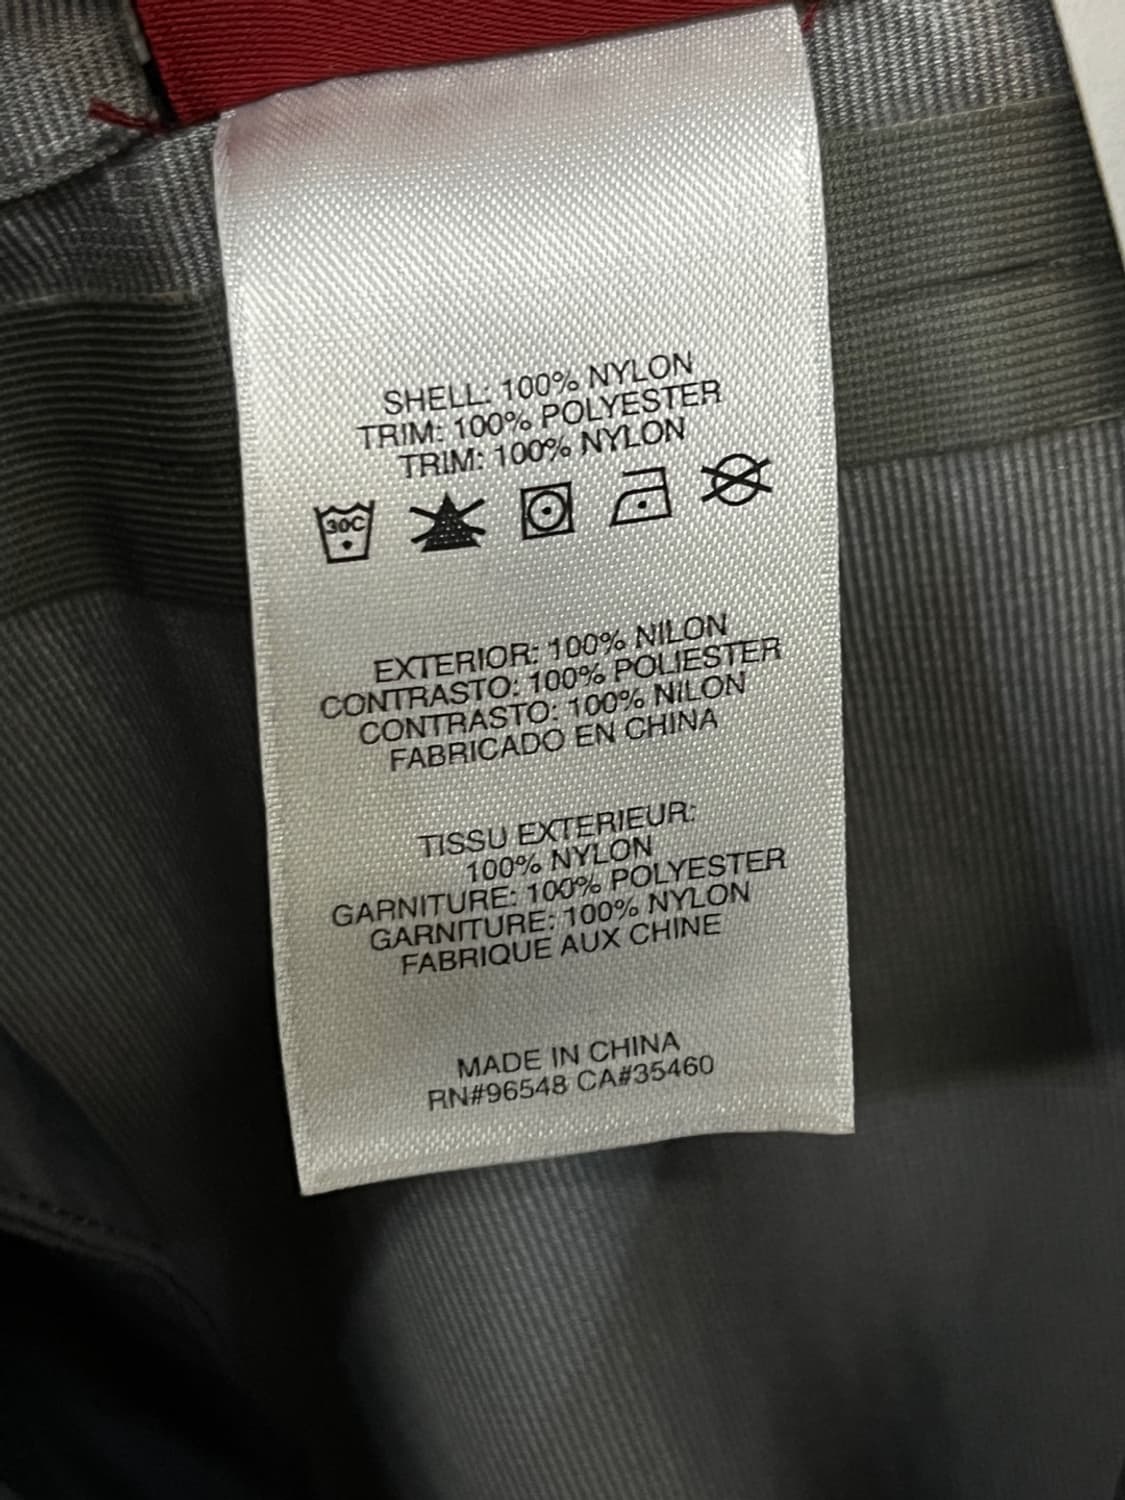 SHELL: 100% NYLON
TRIM: 100% POLYESTER
TRIM: 100% NYLON
30C
EXTERIOR: 100% NILON
CONTRASTO: 100% POLIESTER
CONTRASTO: 100% NILON
FABRICADO EN CHINA
TISSU EXTERIEUR:
100% NYLON
GARNITURE: 100% POLYESTER
GARNITURE: 100% NYLON
FABRIQUE AUX CHINE
MADE IN CHINA
RN#96548 CA#35460